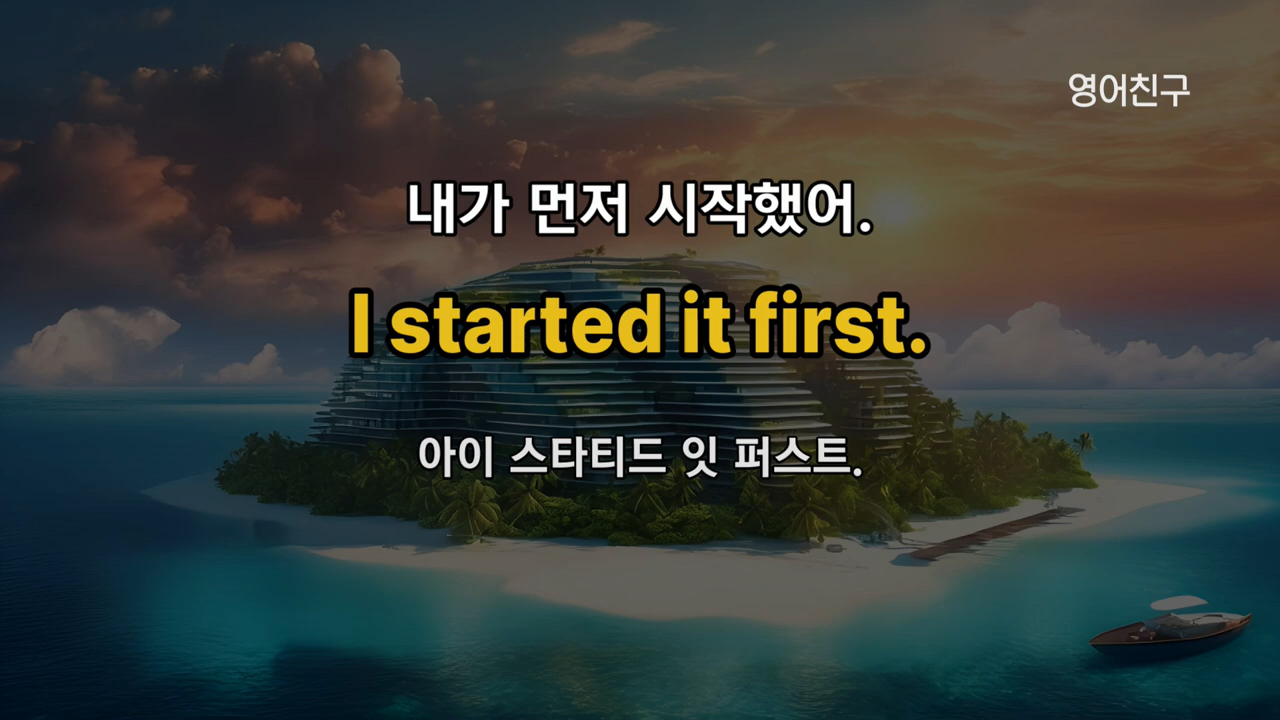 영어친구
내가 먼저 시작했어.
I started it first.
아이 스타티드 잇 퍼스트.